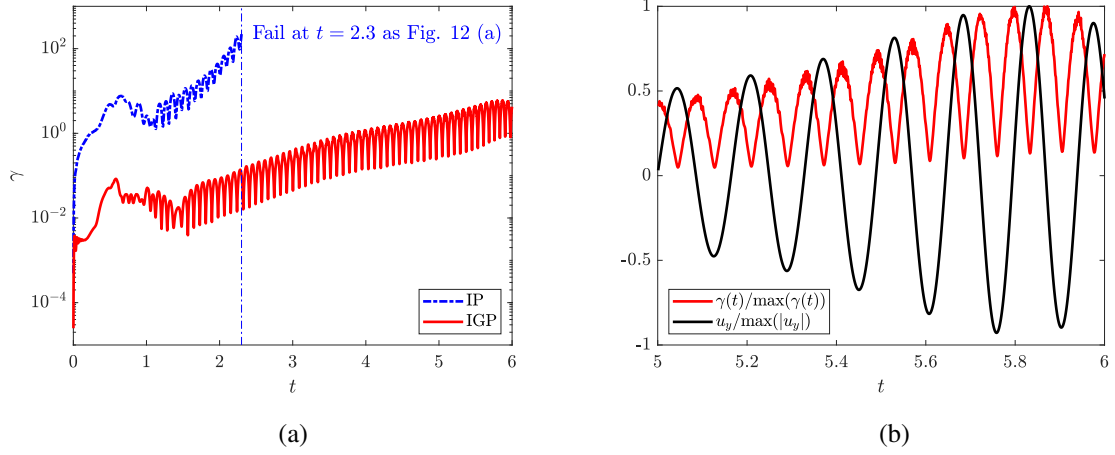 Fail at t = 2.3 as Fig. 12 (a)
10^2
10^0
10^{-2}
10^{-4}
γ
IP
IGP
0 1 2 3 4 5 6
t
(a)
1
0.5
0
-0.5
-1
γ(t)/max(γ(t))
u_y/max(|u_y|)
5 5.2 5.4 5.6 5.8 6
t
(b)